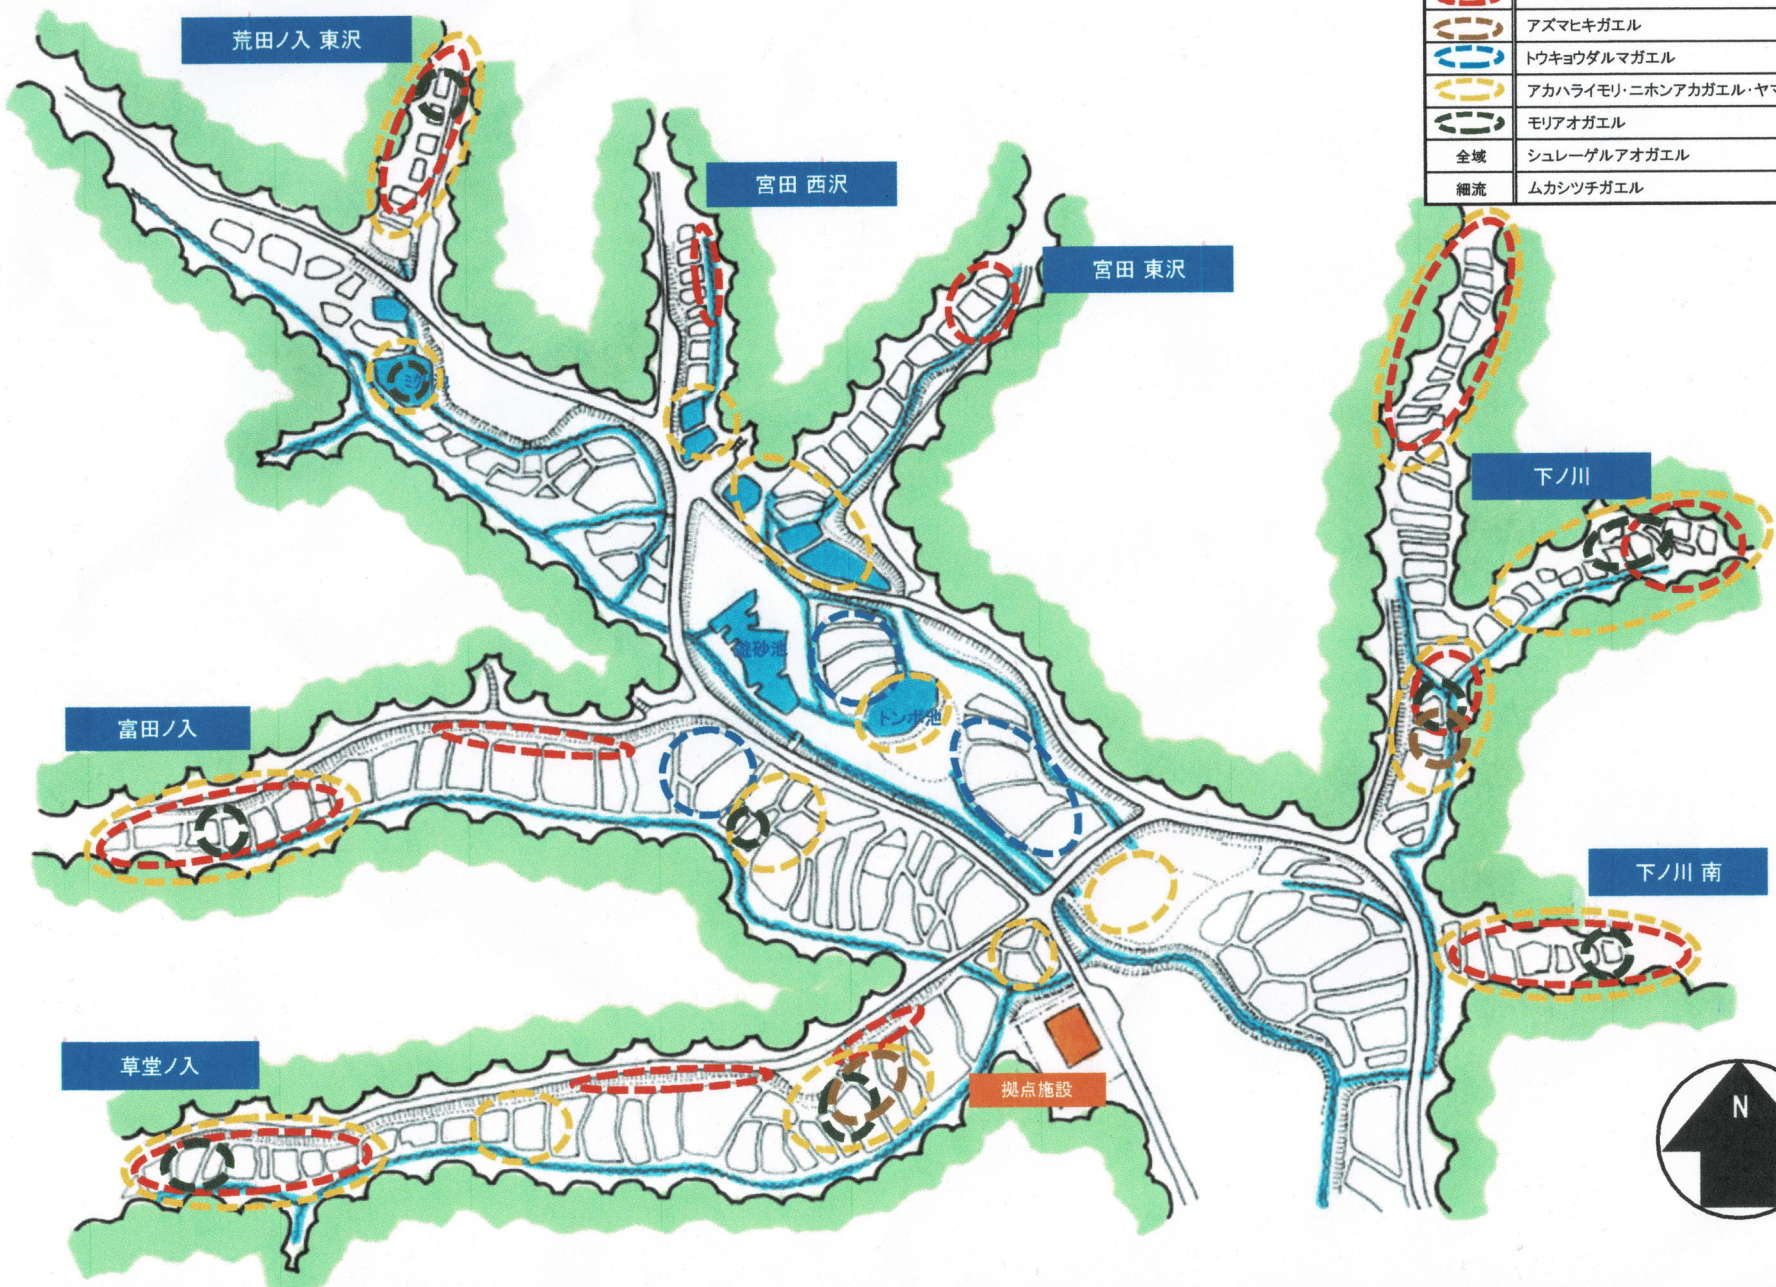 荒田ノ入 東沢
アズマヒキガエル
トウキョウダルマガエル
アカハライモリ・ニホンアカガエル・ヤマ
モリアオガエル
全域 シュレーゲルアオガエル
細流 ムカシツチガエル
宮田 西沢
宮田 東沢
下ノ川
遊砂池
トンボ池
富田ノ入
下ノ川 南
草堂ノ入
拠点施設
N